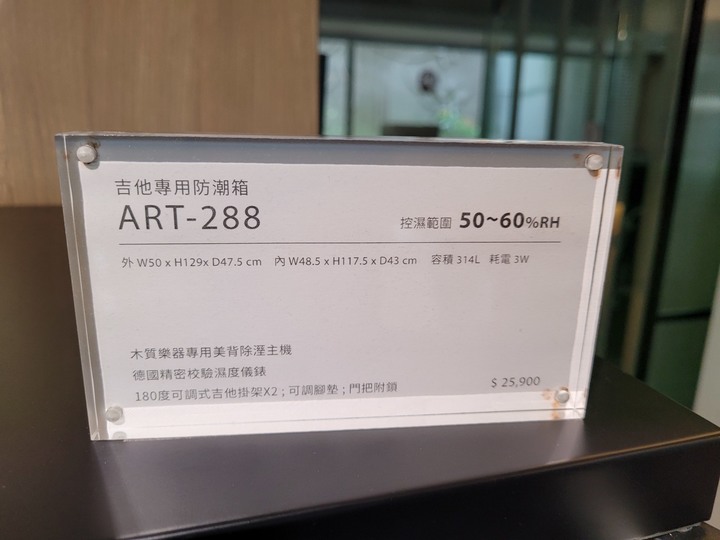 吉他專用防潮箱
ART-288 控濕範圍 50~60%RH
外 W50 x H129x D47.5 cm 內 W48.5 x H117.5 x D43 cm 容積 314L 耗電 3W
木質樂器專用美背除溼主機
德國精密校驗濕度儀錶
180度可調式吉他掛架X2 ; 可調腳墊 ; 門把附鎖 $ 25,900